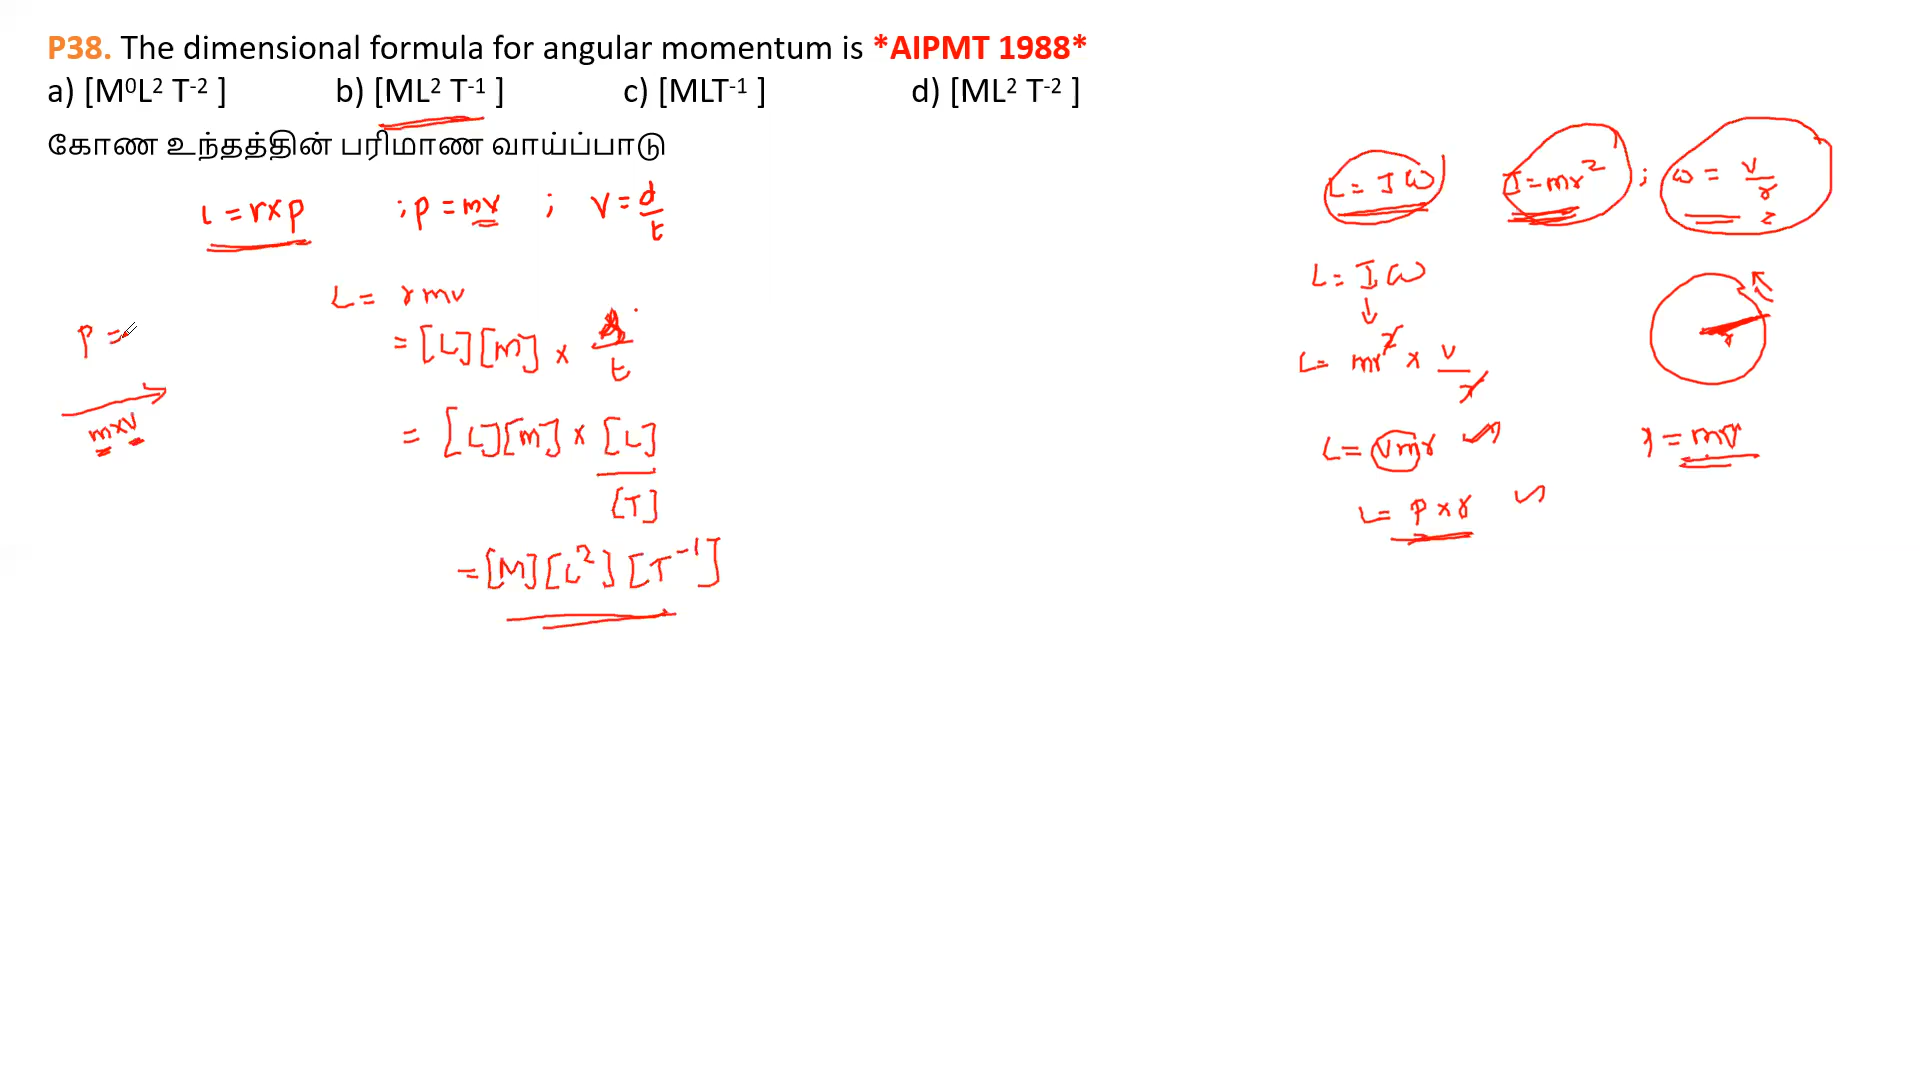 P38. The dimensional formula for angular momentum is *AIPMT 1988*
a) [M⁰L² T⁻² ] b) [ML² T⁻¹ ] c) [MLT⁻¹ ] d) [ML² T⁻² ]
கோண உந்தத்தின் பரிமாண வாய்ப்பாடு
L = r×p ; p = mv ; v = d/t
L = rmv
= [L][M] × /t
= [L][M] × [L]/[T]
= [M][L²][T⁻¹]
P =
m×v
L = Iω I = mr² ; ω = v/r
L = Iω
↓
L = mr² × v/r
r
L = vmr
= mv
L = p×r